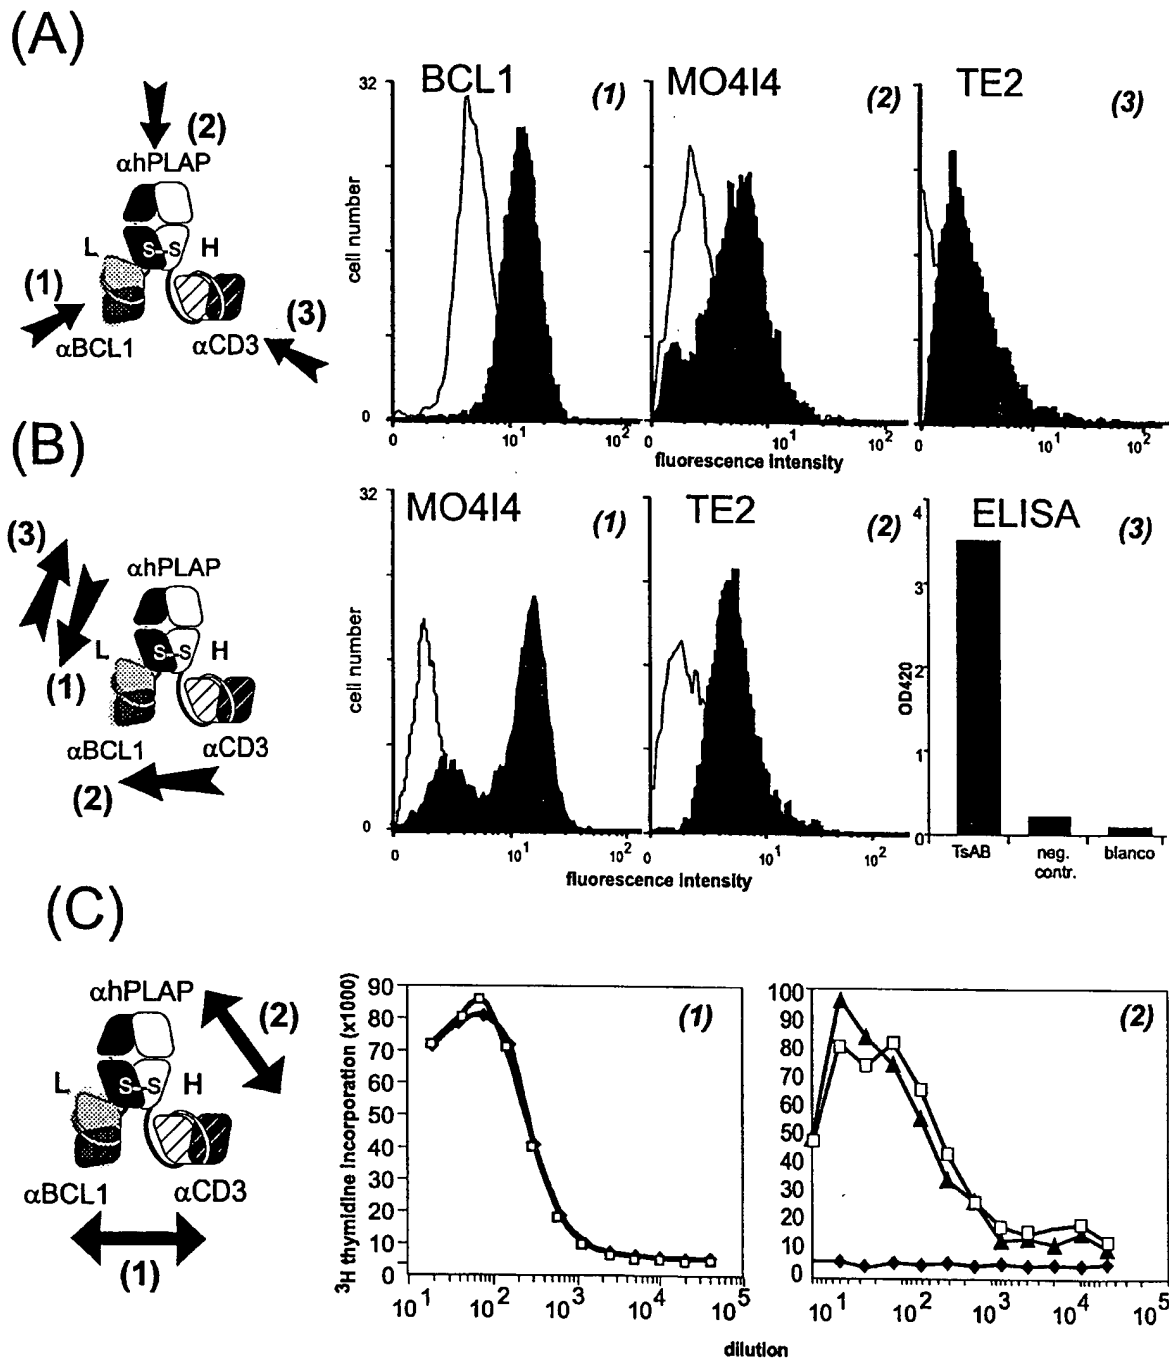 (A)
(2)
αhPLAP
L S--S H
(1)
(3)
αBCL1
αCD3
BCL1 (1)
MO4I4 (2)
TE2 (3)
32
cell number
0
0 10¹ 10²
0 10¹ 10²
0 10¹ 10²
fluorescence intensity
(B)
(3)
αhPLAP
L S--S H
(1)
αBCL1 αCD3
(2)
MO4I4 (1)
TE2 (2)
ELISA (3)
32
cell number
0
0 10¹ 10²
0 10¹ 10²
fluorescence intensity
4
3
2
1
0
OD420
TsAB neg. contr. blanco
(C)
αhPLAP
(2)
L S--S H
αBCL1 αCD3
(1)
³H thymidine incorporation (x1000)
90
80
70
60
50
40
30
20
10
0
(1)
10¹ 10² 10³ 10⁴ 10⁵
100
90
80
70
60
50
40
30
20
10
0
(2)
10¹ 10² 10³ 10⁴ 10⁵
dilution